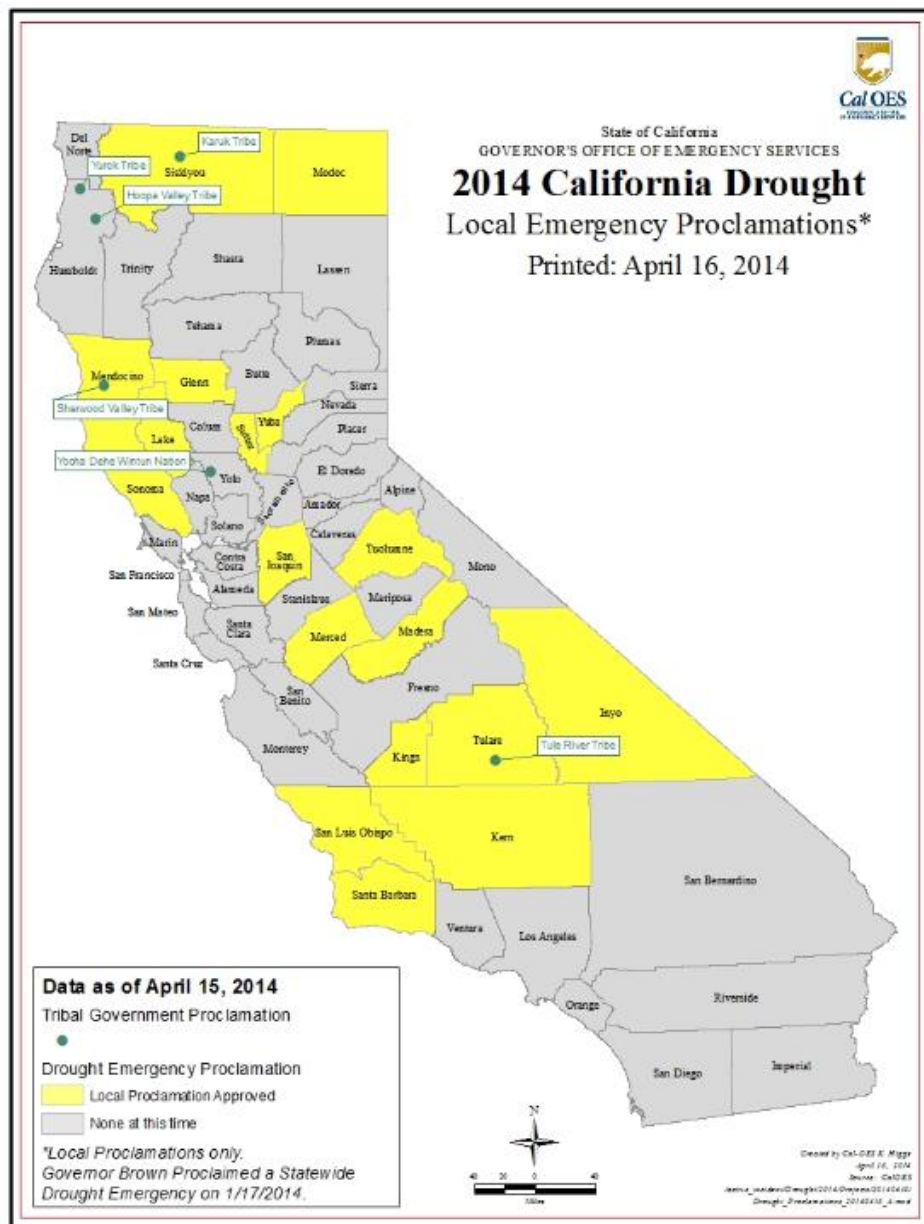 Cal OES
State of California
GOVERNOR'S OFFICE OF EMERGENCY SERVICES
2014 California Drought
Local Emergency Proclamations*
Printed: April 16, 2014
Del
Norte
Karuk Tribe
Yurok Tribe
Siskiyou
Modoc
Hoopa Valley Tribe
Humboldt
Trinity
Shasta
Lassen
Tehama
Plumas
Mendocino
Glenn
Butte
Sierra
Sherwood Valley Tribe
Nevada
Yuba
Colusa
Sutter
Placer
Lake
Yocha Dehe Wintun Nation
Yolo
El Dorado
Sonoma
Napa
Sacramento
Alpine
Amador
Solano
Calaveras
Marin
Tuolumne
Contra
Costa
San
Joaquin
Mono
San Francisco
Alameda
Stanislaus
Mariposa
San Mateo
Santa
Clara
Merced
Madera
Santa Cruz
Fresno
San
Benito
Inyo
Monterey
Kings
Tulare
Tule River Tribe
San Luis Obispo
Kern
Santa Barbara
San Bernardino
Ventura
Los Angeles
Orange
Riverside
San Diego
Imperial
Data as of April 15, 2014
Tribal Government Proclamation
Drought Emergency Proclamation
Local Proclamation Approved
None at this time
*Local Proclamations only.
Governor Brown Proclaimed a Statewide
Drought Emergency on 1/17/2014.
N
40 20 0 40
Miles
Created by Cal-OES K. Higgs
April 16, 2014
Source: CalOES